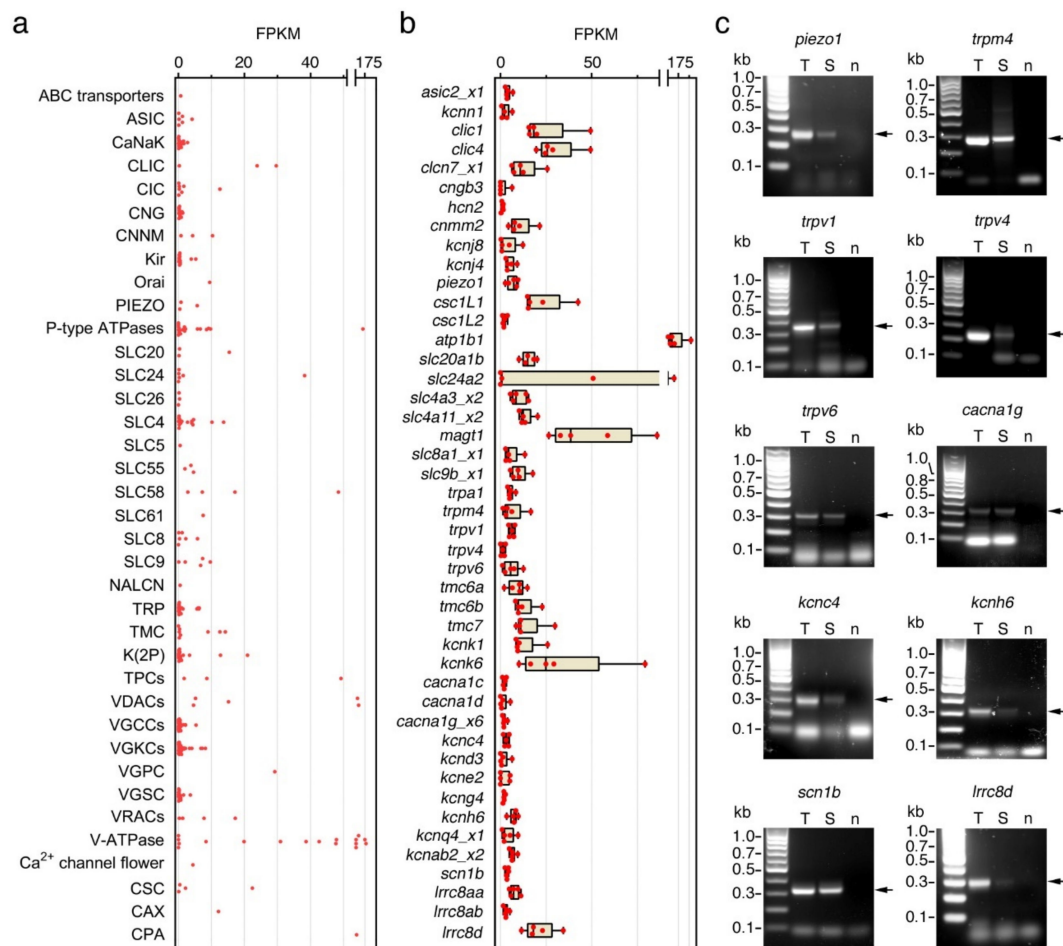 a
FPKM
0
20
40
175
ABC transporters
ASIC
CaNaK
CLIC
ClC
CNG
CNNM
Kir
Orai
PIEZO
P-type ATPases
SLC20
SLC24
SLC26
SLC4
SLC5
SLC55
SLC58
SLC61
SLC8
SLC9
NALCN
TRP
TMC
K(2P)
TPCs
VDACs
VGCCs
VGKCs
VGPC
VGSC
VRACs
V-ATPase
Ca2+ channel flower
CSC
CAX
CPA
b
FPKM
0
50
175
asic2_x1
kcnn1
clic1
clic4
clcn7_x1
cngb3
hcn2
cnmm2
kcnj8
kcnj4
piezo1
csc1L1
csc1L2
atp1b1
slc20a1b
slc24a2
slc4a3_x2
slc4a11_x2
magt1
slc8a1_x1
slc9b_x1
trpa1
trpm4
trpv1
trpv4
trpv6
tmc6a
tmc6b
tmc7
kcnk1
kcnk6
cacna1c
cacna1d
cacna1g_x6
kcnc4
kcnd3
kcne2
kcng4
kcnh6
kcnq4_x1
kcnab2_x2
scn1b
lrrc8aa
lrrc8ab
lrrc8d
c
piezo1
kb T S n
1.0
0.7
0.5
0.3
0.1
trpm4
kb T S n
1.0
0.7
0.5
0.3
0.1
trpv1
kb T S n
1.0
0.7
0.5
0.3
0.1
trpv4
kb T S n
1.0
0.7
0.5
0.3
0.1
trpv6
kb T S n
1.0
0.7
0.5
0.3
0.1
cacna1g
kb T S n
1.0
0.8
0.5
0.3
0.1
kcnc4
kb T S n
1.0
0.7
0.5
0.3
0.1
kcnh6
kb T S n
1.0
0.7
0.5
0.3
0.1
scn1b
kb T S n
1.0
0.7
0.5
0.3
0.1
lrrc8d
kb T S n
1.0
0.7
0.5
0.3
0.1